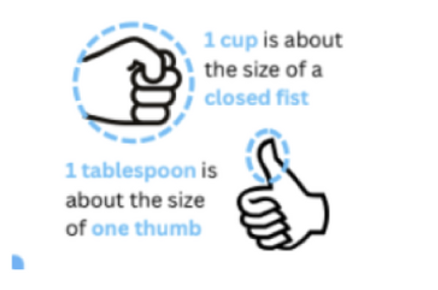 1 cup is about
the size of a
closed fist
1 tablespoon is
about the size
of one thumb